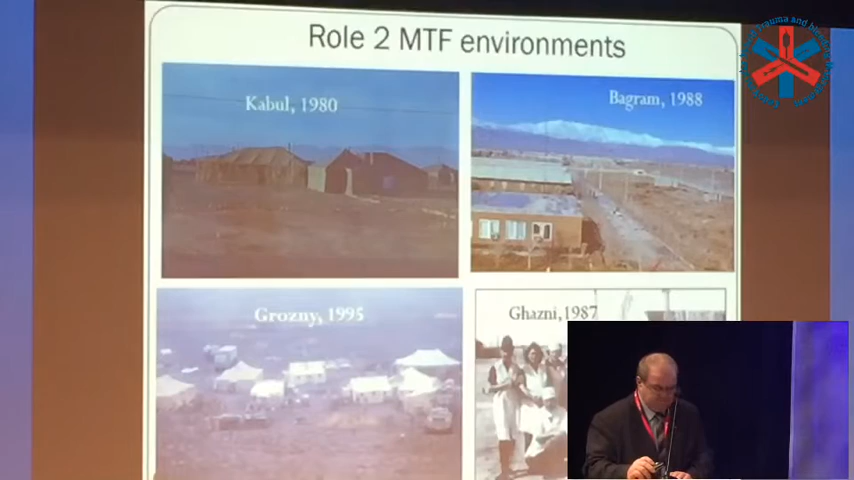 Role 2 MTF environments
Kabul, 1980
Bagram, 1988
Grozny, 1995
Ghazni, 1987